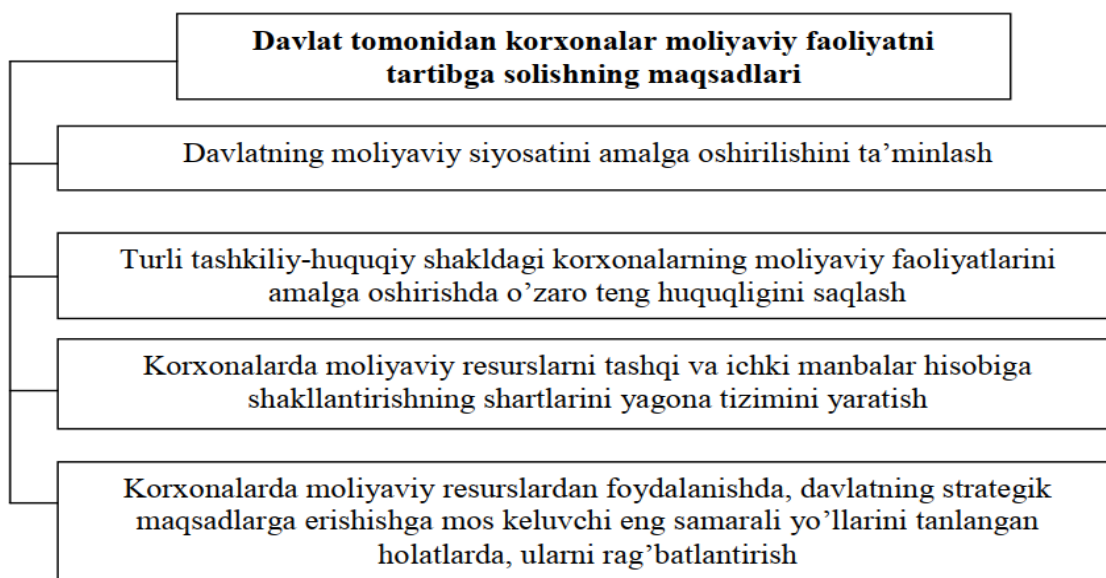 Davlat tomonidan korxonalar moliyaviy faoliyatni
tartibga solishning maqsadlari
Davlatning moliyaviy siyosatini amalga oshirilishini ta’minlash
Turli tashkiliy-huquqiy shakldagi korxonalarning moliyaviy faoliyatlarini
amalga oshirishda o’zaro teng huquqligini saqlash
Korxonalarda moliyaviy resurslarni tashqi va ichki manbalar hisobiga
shakllantirishning shartlarini yagona tizimini yaratish
Korxonalarda moliyaviy resurslardan foydalanishda, davlatning strategik
maqsadlarga erishishga mos keluvchi eng samarali yo’llarini tanlangan
holatlarda, ularni rag’batlantirish